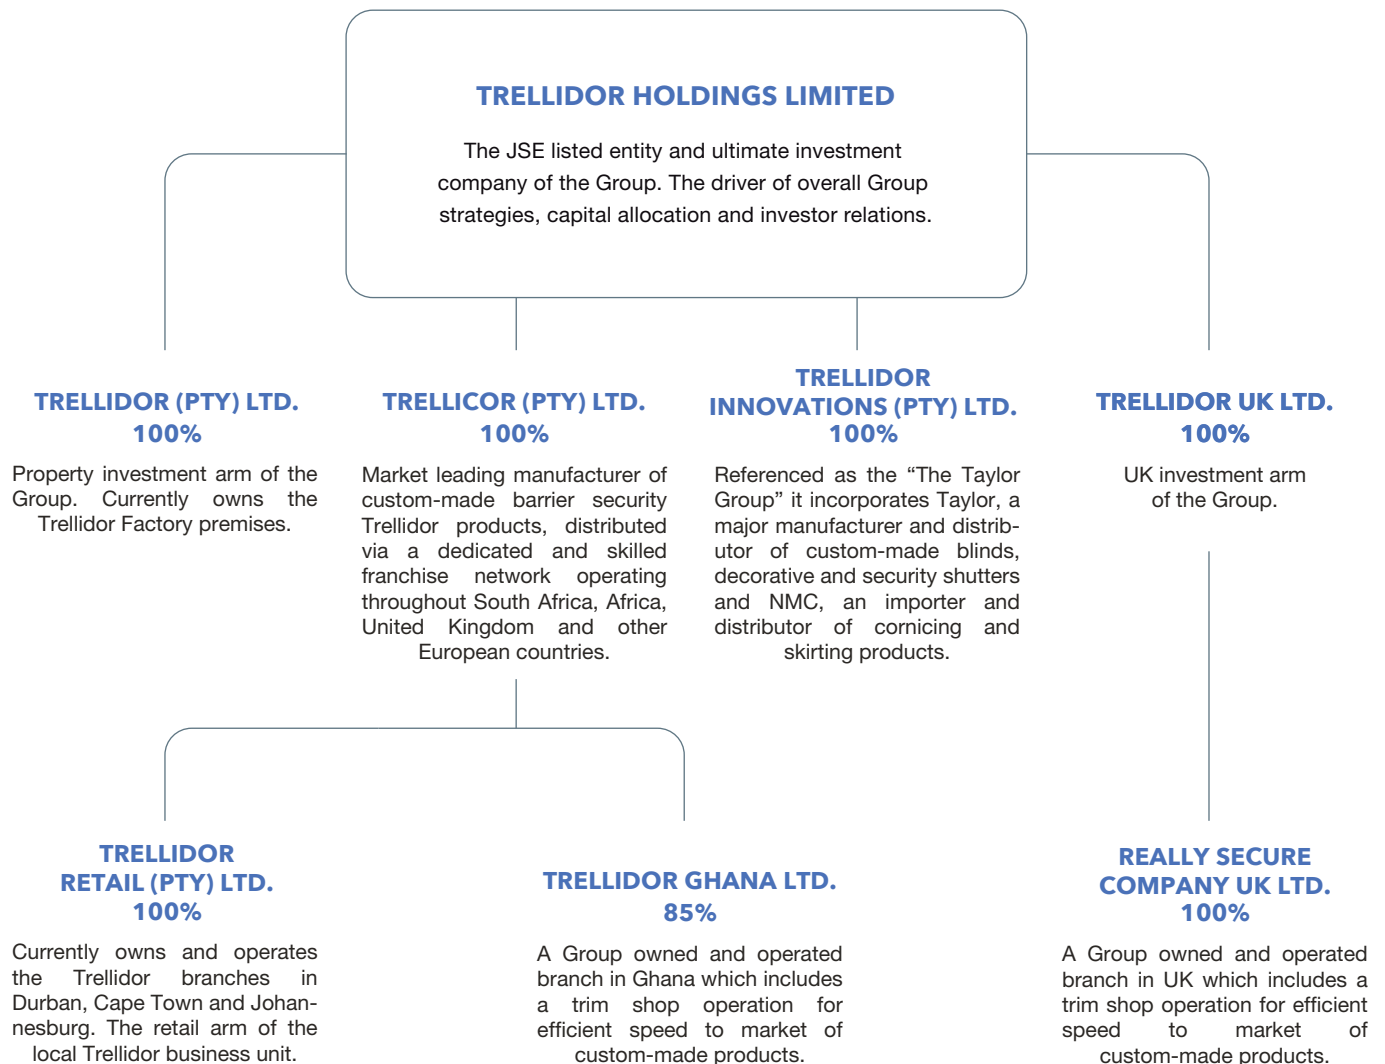 TRELLIDOR HOLDINGS LIMITED
The JSE listed entity and ultimate investment
company of the Group. The driver of overall Group
strategies, capital allocation and investor relations.
TRELLIDOR (PTY) LTD.
100%
Property investment arm of the
Group. Currently owns the
Trellidor Factory premises.
TRELLICOR (PTY) LTD.
100%
Market leading manufacturer of
custom-made barrier security
Trellidor products, distributed
via a dedicated and skilled
franchise network operating
throughout South Africa, Africa,
United Kingdom and other
European countries.
TRELLIDOR
INNOVATIONS (PTY) LTD.
100%
Referenced as the “The Taylor
Group” it incorporates Taylor, a
major manufacturer and distrib-
utor of custom-made blinds,
decorative and security shutters
and NMC, an importer and
distributor of cornicing and
skirting products.
TRELLIDOR UK LTD.
100%
UK investment arm
of the Group.
TRELLIDOR
RETAIL (PTY) LTD.
100%
Currently owns and operates
the Trellidor branches in
Durban, Cape Town and Johan-
nesburg. The retail arm of the
local Trellidor business unit.
TRELLIDOR GHANA LTD.
85%
A Group owned and operated
branch in Ghana which includes
a trim shop operation for
efficient speed to market of
custom-made products.
REALLY SECURE
COMPANY UK LTD.
100%
A Group owned and operated
branch in UK which includes a
trim shop operation for efficient
speed to market of
custom-made products.